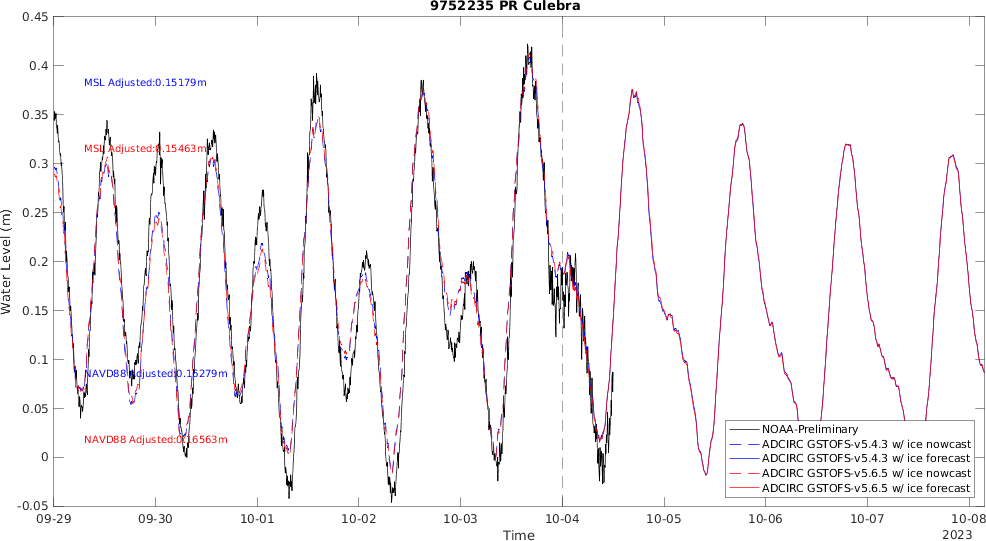 9752235 PR Culebra
0.45
0.4
0.35
0.3
0.25
0.2
0.15
0.1
0.05
0
-0.05
Water Level (m)
MSL Adjusted:0.15179m
MSL Adjusted:0.15463m
NAVD88 Adjusted:0.15279m
NAVD88 Adjusted:0.16563m
NOAA-Preliminary
ADCIRC GSTOFS-v5.4.3 w/ ice nowcast
ADCIRC GSTOFS-v5.4.3 w/ ice forecast
ADCIRC GSTOFS-v5.6.5 w/ ice nowcast
ADCIRC GSTOFS-v5.6.5 w/ ice forecast
09-29 09-30 10-01 10-02 10-03 10-04 10-05 10-06 10-07 10-08
Time
2023